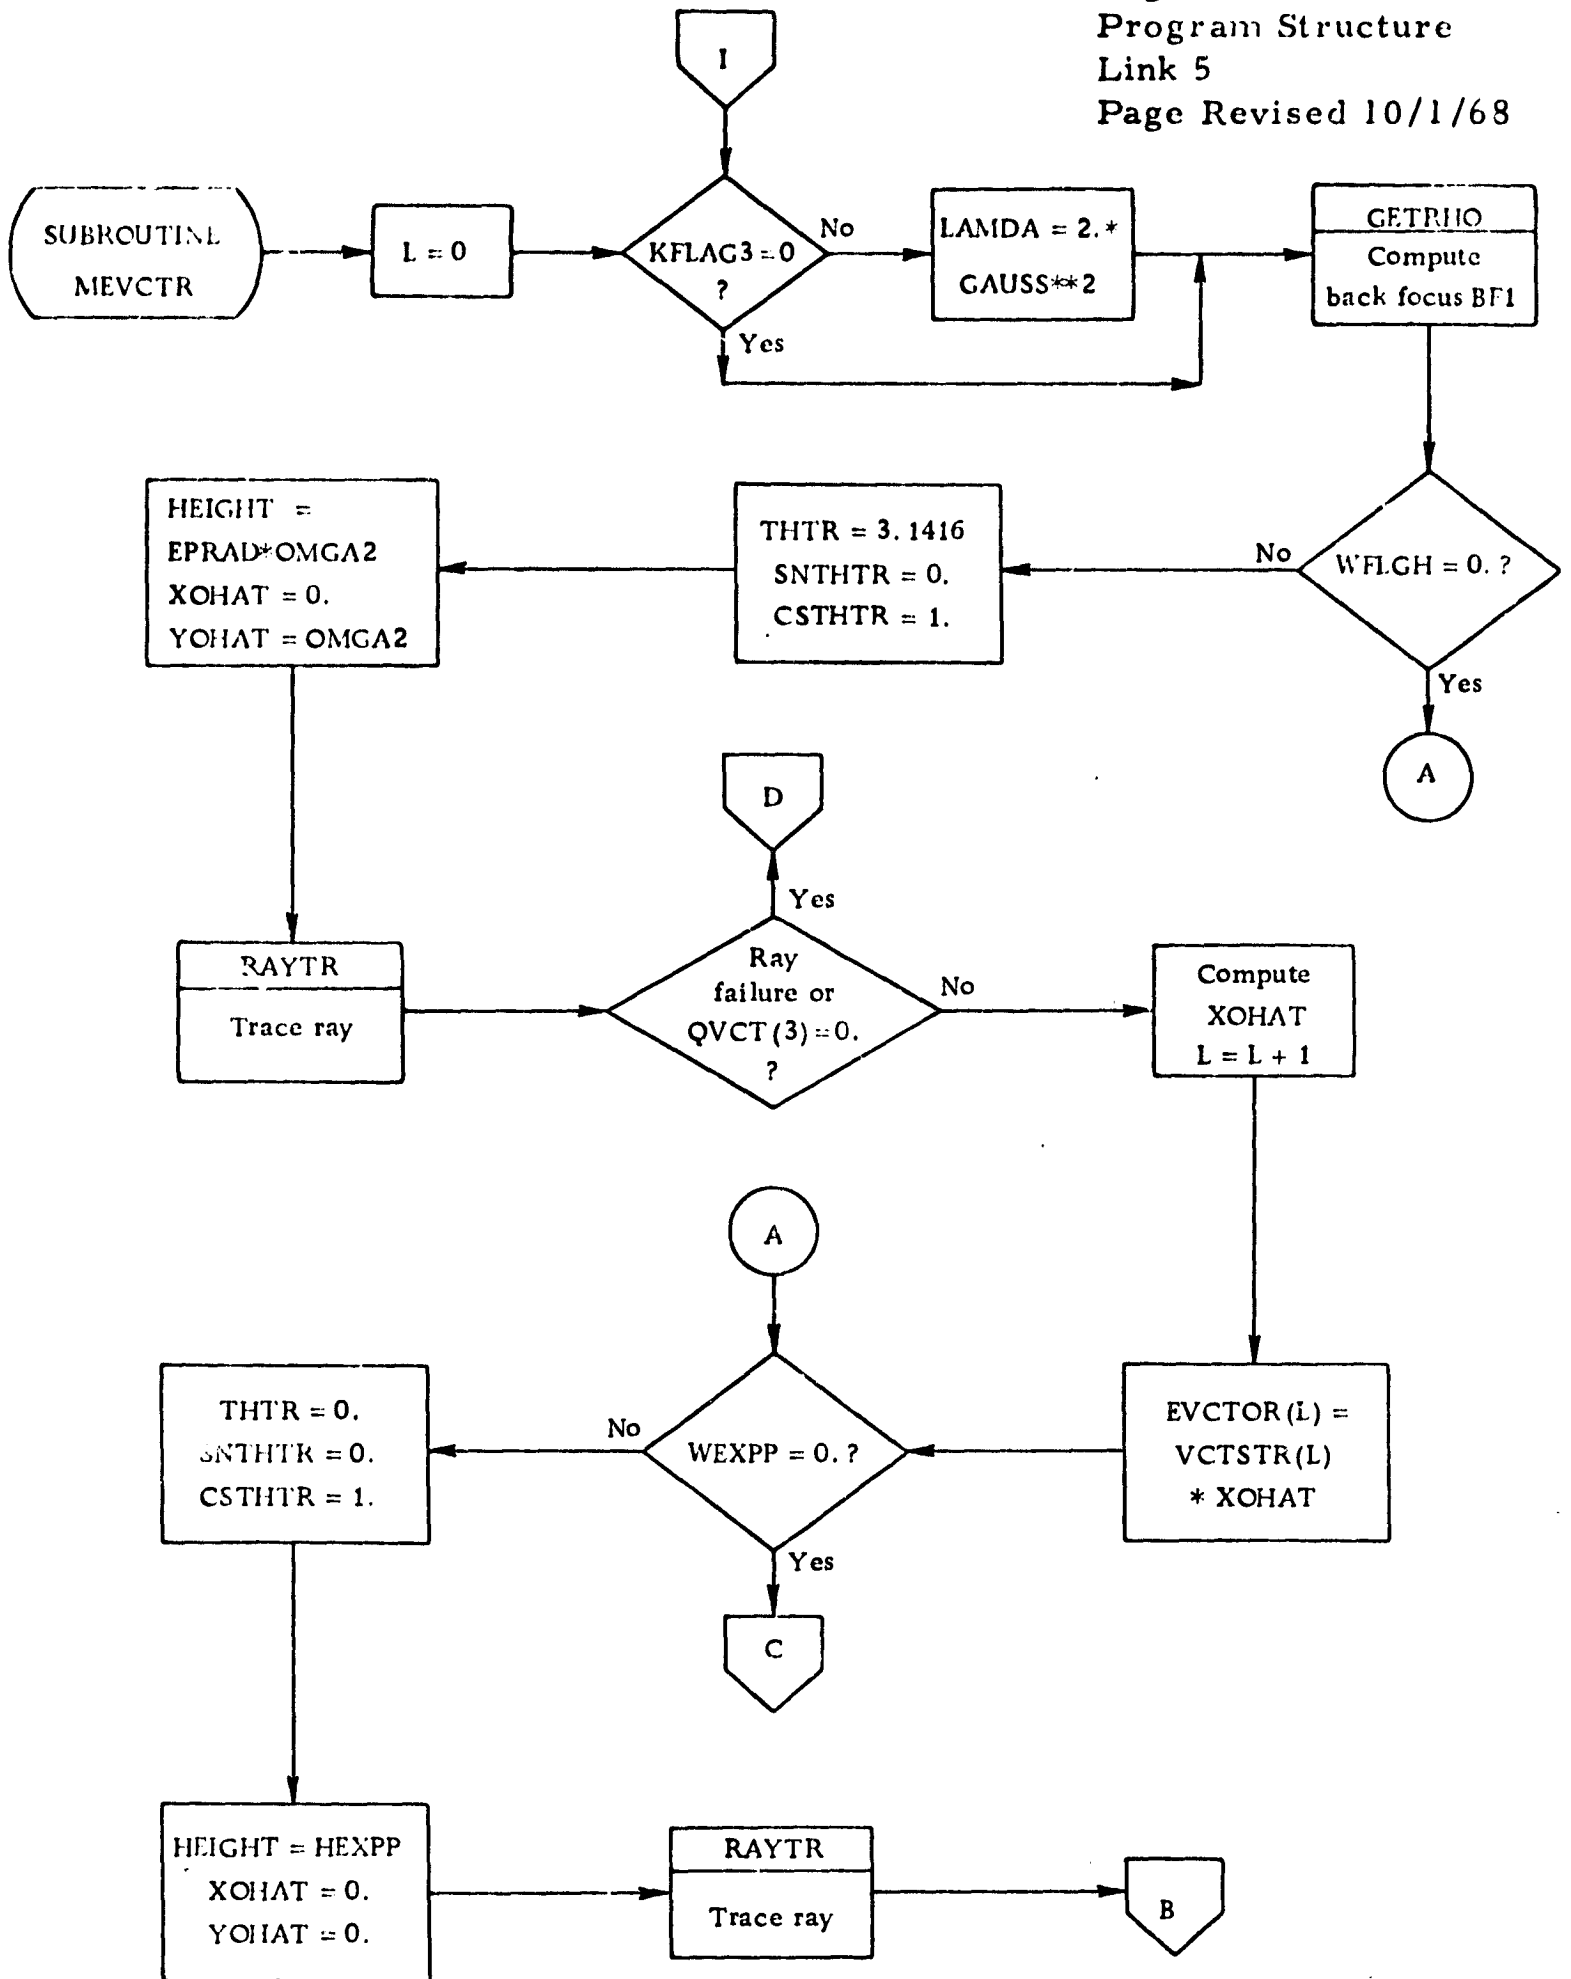 Program Structure
Link 5
Page Revised 10/1/68
I
SUBROUTINE
MEVCTR
L = 0
KFLAG3 = 0
?
No
Yes
LAMDA = 2. *
GAUSS**2
GETRHO
Compute
back focus BF1
HEIGHT =
EPRAD*OMGA2
XOHAT = 0.
YOHAT = OMGA2
THTR = 3.1416
SNTHTR = 0.
CSTHTR = 1.
No
WFLGH = 0. ?
Yes
A
D
Yes
RAYTR
Trace ray
Ray
failure or
QVCT(3) = 0.
?
No
Compute
XOHAT
L = L + 1
A
THTR = 0.
SNTHTR = 0.
CSTHTR = 1.
No
WEXPP = 0. ?
Yes
EVCTOR(L) =
VCTSTR(L)
* XOHAT
C
HEIGHT = HEXPP
XOHAT = 0.
YOHAT = 0.
RAYTR
Trace ray
B